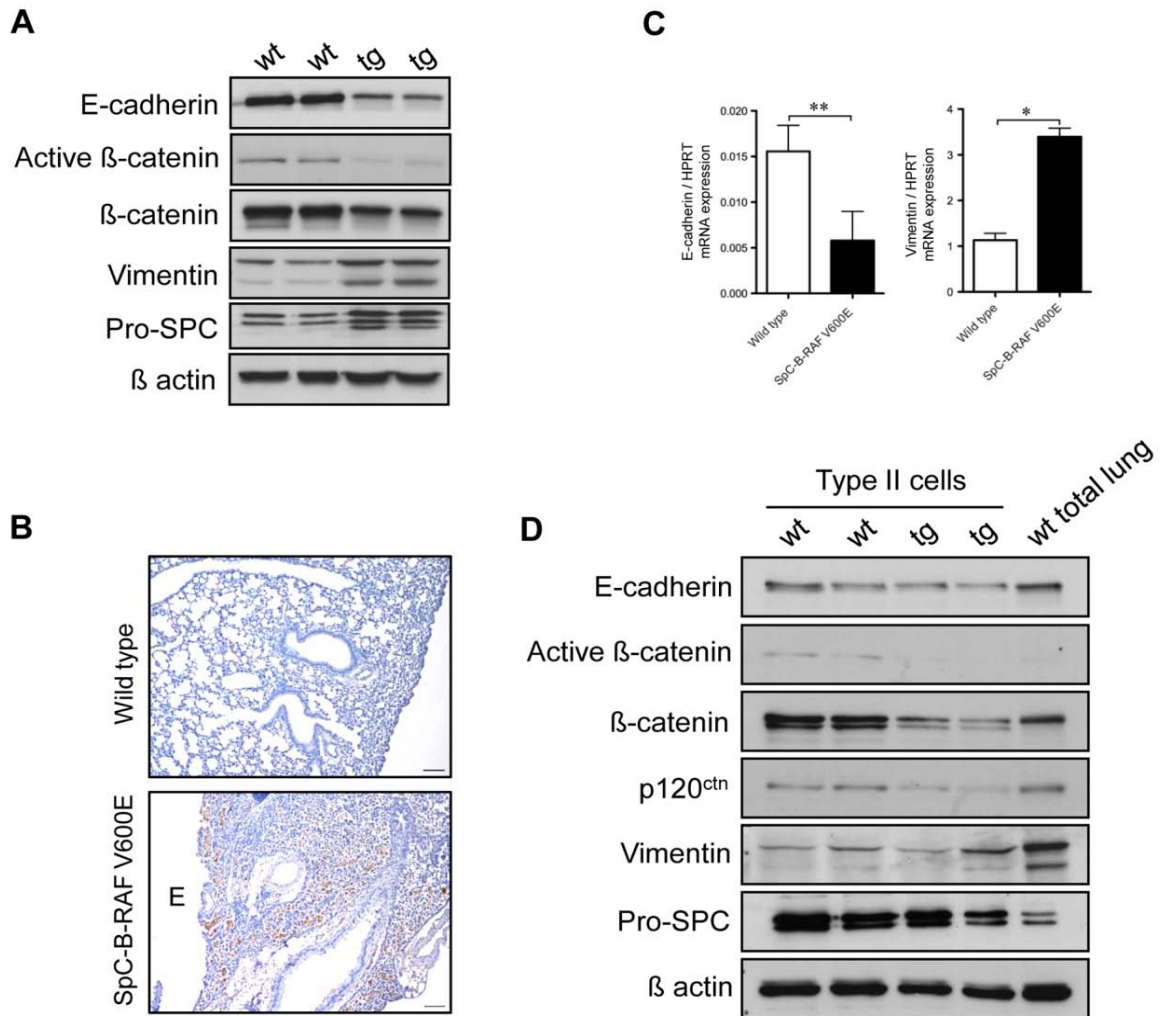 A
wt wt tg tg
E-cadherin
Active ß-catenin
ß-catenin
Vimentin
Pro-SPC
ß actin
C
E-cadherin / HPRT
mRNA expression
0.020
0.015
0.010
0.005
0.000
**
Wild type
SpC-B-RAF V600E
Vimentin / HPRT
mRNA expression
4
3
2
1
0
*
Wild type
SpC-B-RAF V600E
B
Wild type
SpC-B-RAF V600E
E
D
Type II cells
wt wt tg tg wt total lung
E-cadherin
Active ß-catenin
ß-catenin
p120ctn
Vimentin
Pro-SPC
ß actin